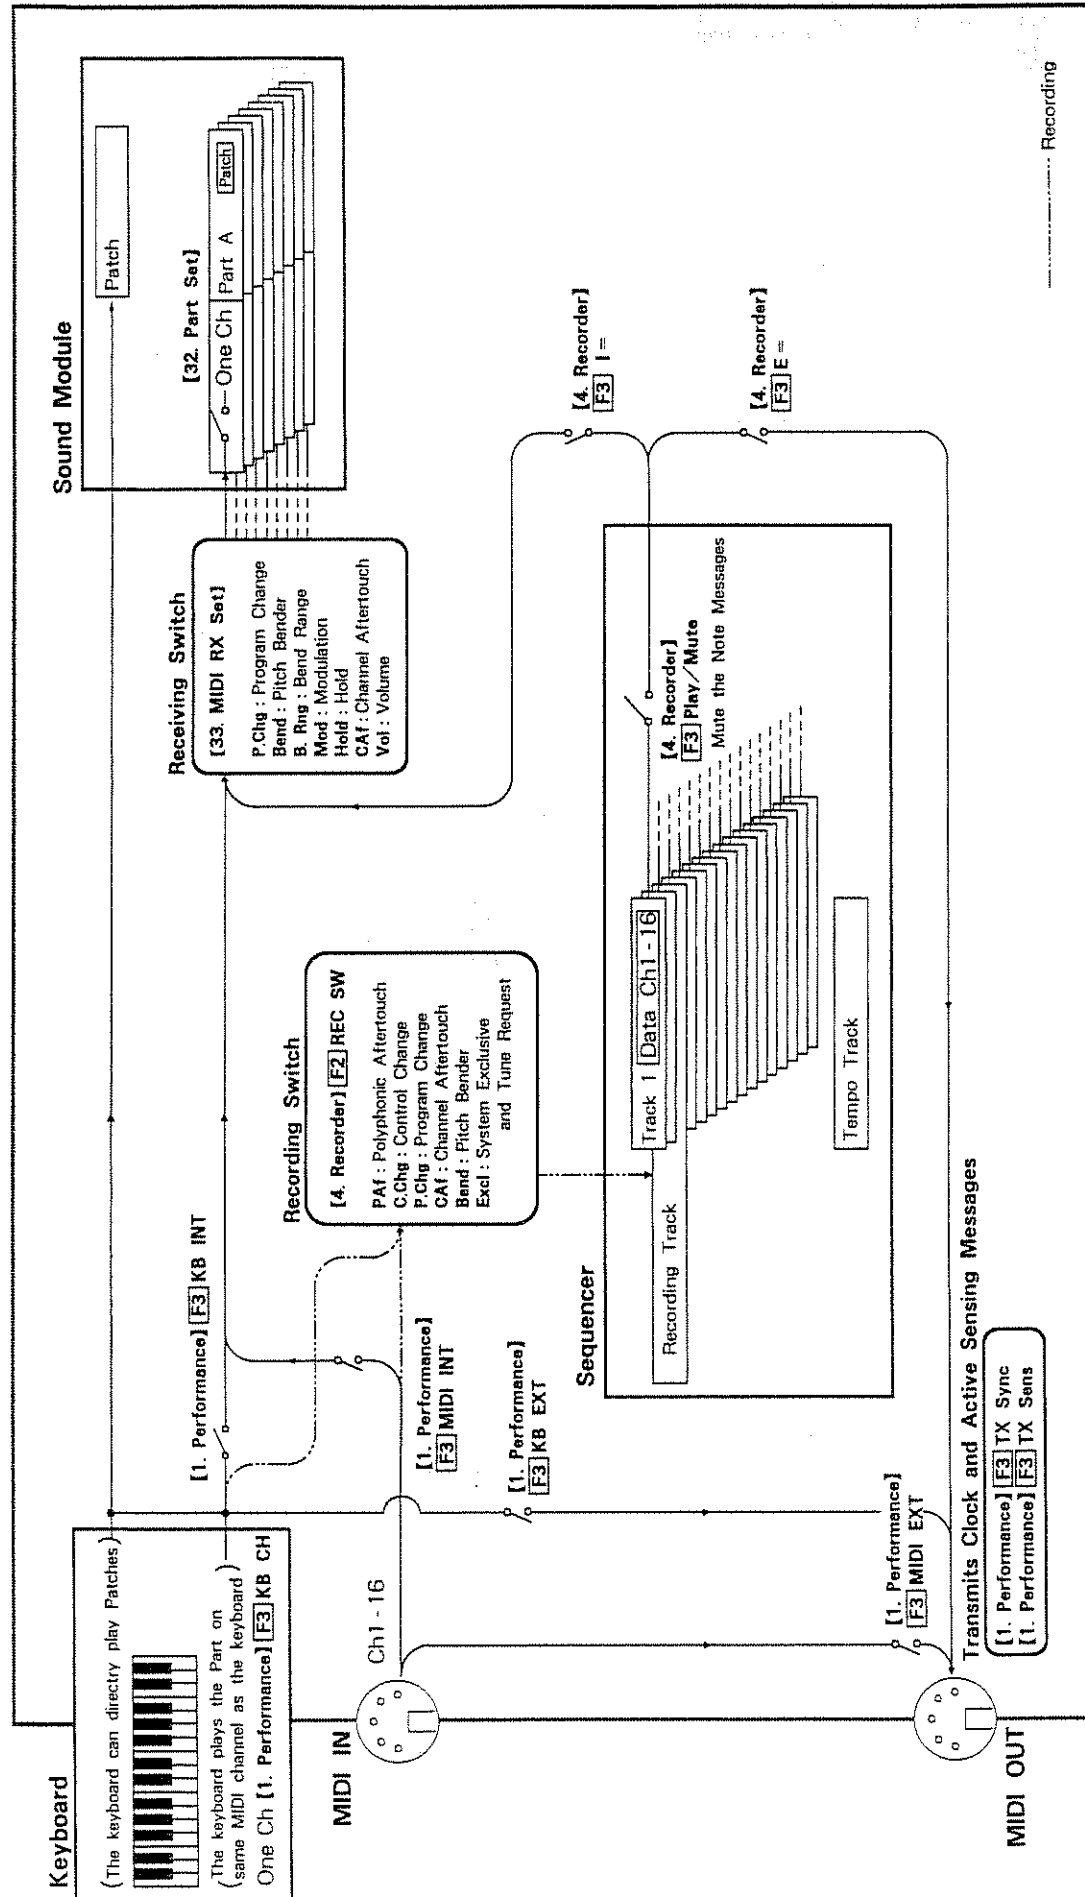 Keyboard
(The keyboard can directry play Patches)
(The keyboard plays the Part on
same MIDI channel as the keyboard)
One Ch [1. Performance] [F3] KB CH
MIDI IN
Ch1-16
MIDI OUT
[1. Performance] [F3] KB INT
[1. Performance]
[F3] MIDI INT
[1. Performance]
[F3] KB EXT
[1. Performance]
[F3] MIDI EXT
Transmits Clock and Active Sensing Messages
[1. Performance] [F3] TX Sync
[1. Performance] [F3] TX Sens
Recording Switch
[4. Recorder] [F2] REC SW
PAf : Polyphonic Aftertouch
C.Chg : Control Change
P.Chg : Program Change
CAf : Channel Aftertouch
Bend : Pitch Bender
Excl : System Exclusive
and Tune Request
Sequencer
Recording Track
Track 1 Data Ch1-16
Tempo Track
[4. Recorder]
[F3] Play/Mute
Mute the Note Messages
Receiving Switch
[33. MIDI RX Set]
P.Chg : Program Change
Bend : Pitch Bender
B. Rng : Bend Range
Mod : Modulation
Hold : Hold
CAf : Channel Aftertouch
Vol : Volume
Sound Module
Patch
[32. Part Set]
One Ch Part A Patch
[4. Recorder]
[F3] I=
[4. Recorder]
[F3] E=
Recording